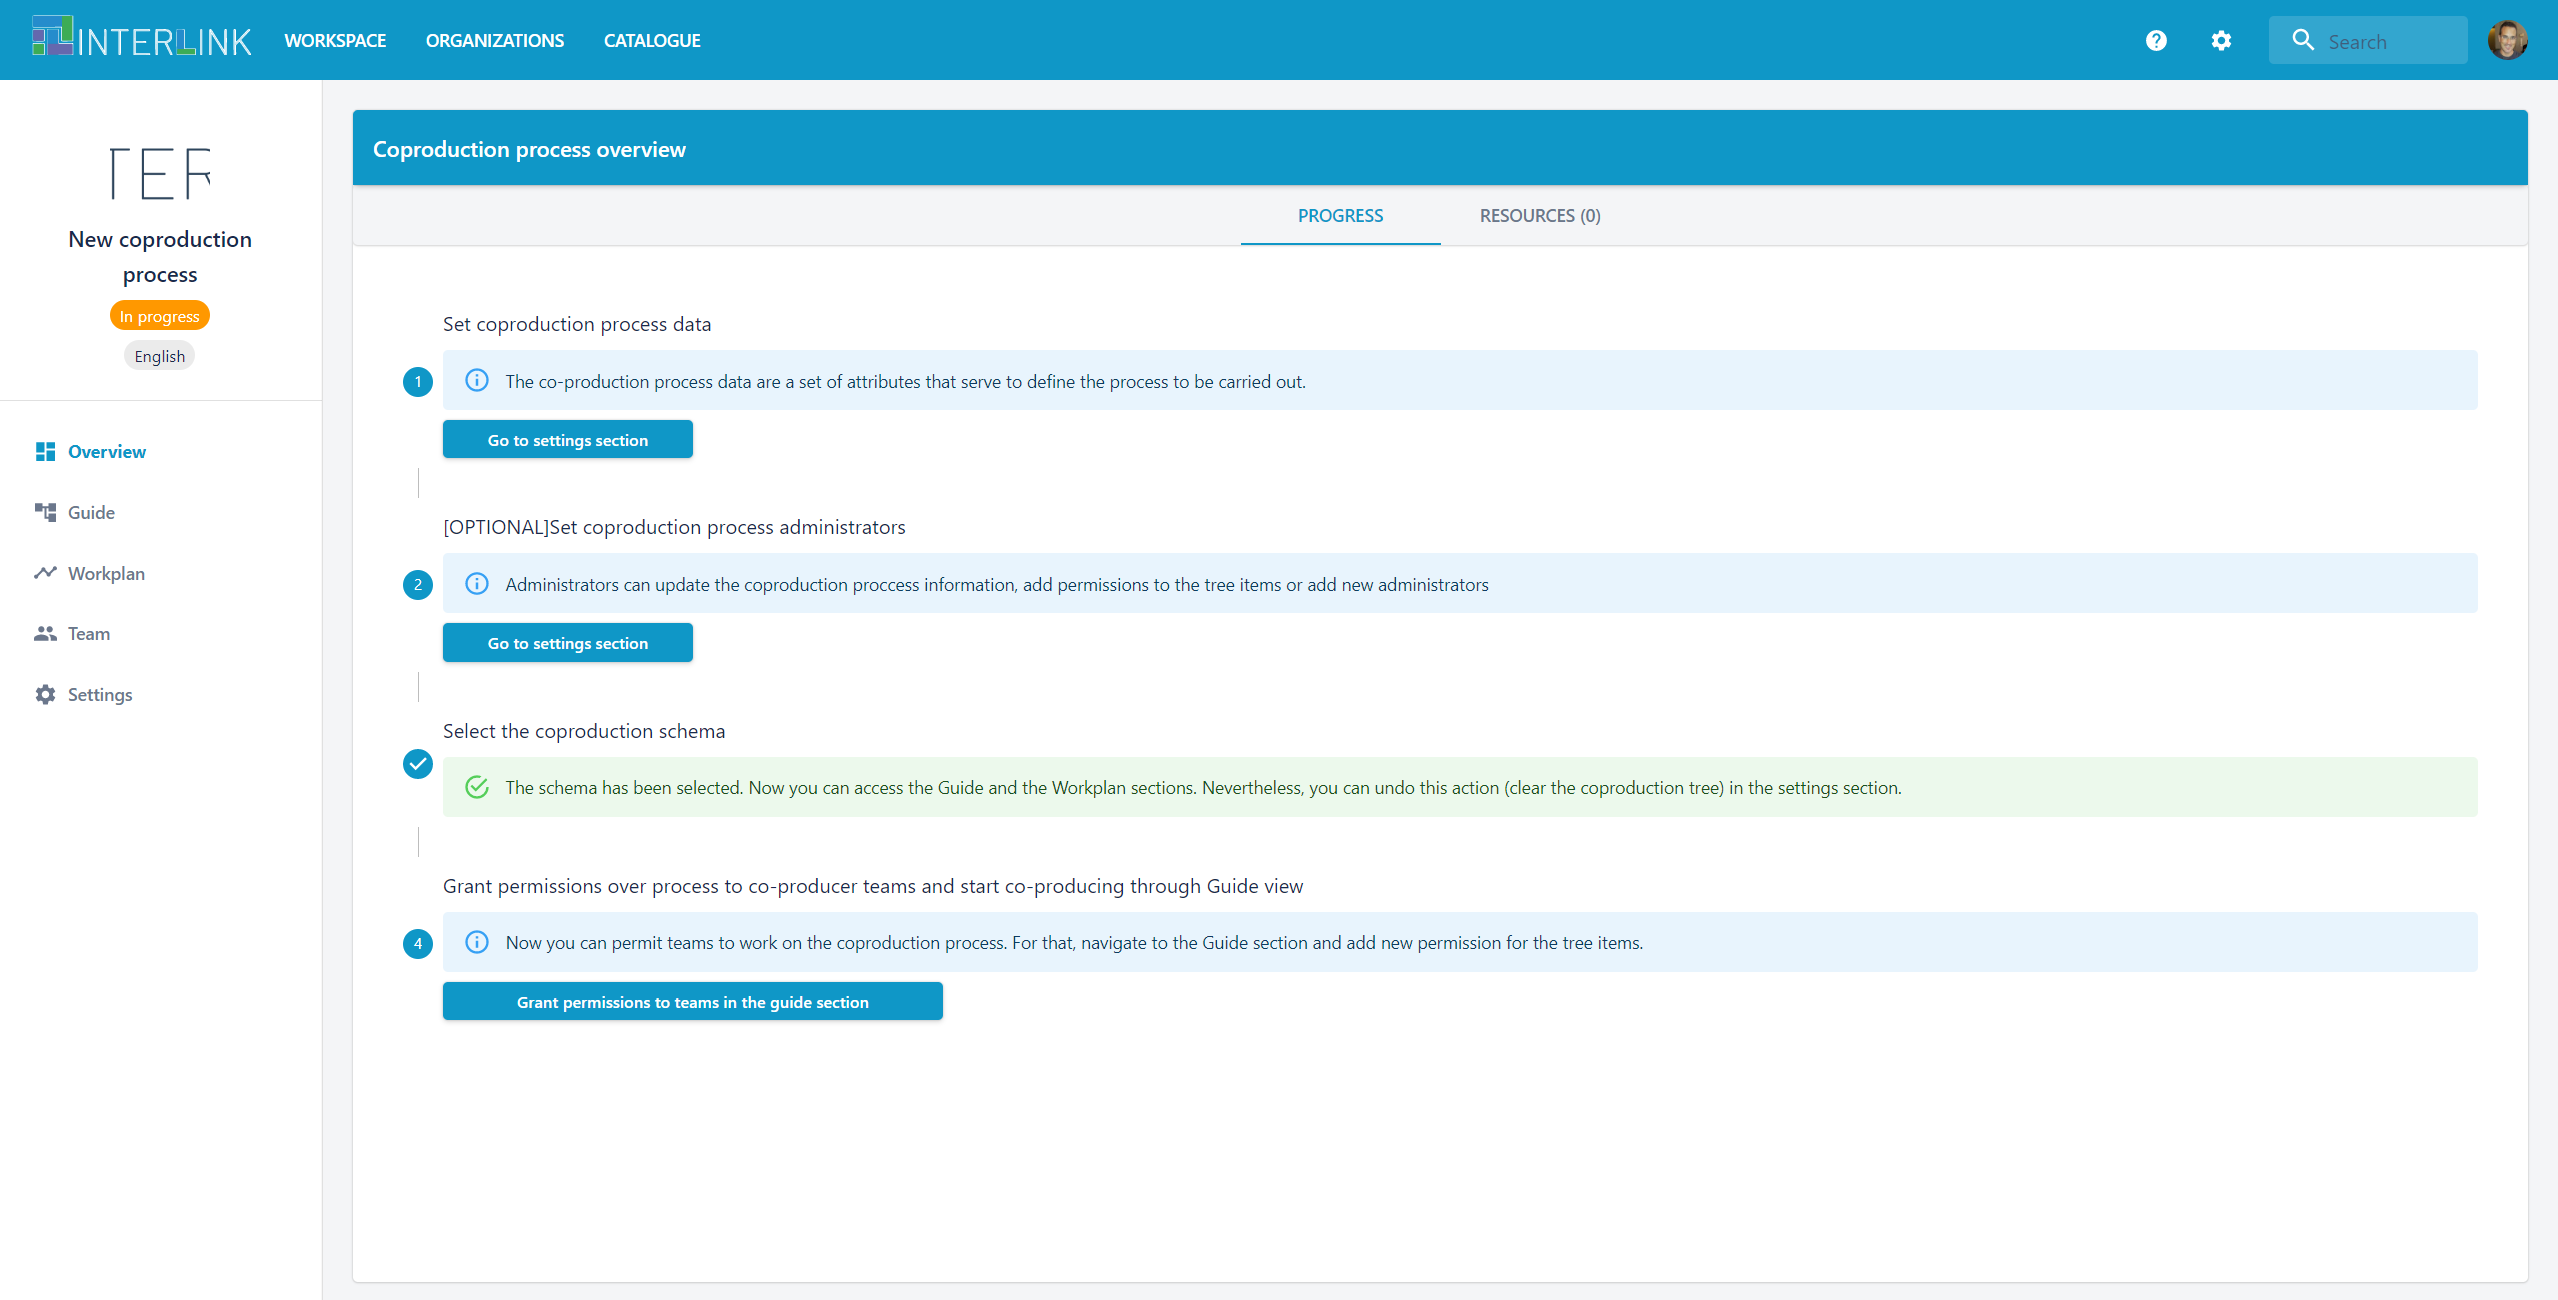 INTERLINK WORKSPACE ORGANIZATIONS CATALOGUE Search
TER
New coproduction
process
In progress
English
Overview
Guide
Workplan
Team
Settings
Coproduction process overview
PROGRESS RESOURCES (0)
Set coproduction process data
1 The co-production process data are a set of attributes that serve to define the process to be carried out.
Go to settings section
[OPTIONAL]Set coproduction process administrators
2 Administrators can update the coproduction proccess information, add permissions to the tree items or add new administrators
Go to settings section
Select the coproduction schema
The schema has been selected. Now you can access the Guide and the Workplan sections. Nevertheless, you can undo this action (clear the coproduction tree) in the settings section.
Grant permissions over process to co-producer teams and start co-producing through Guide view
4 Now you can permit teams to work on the coproduction process. For that, navigate to the Guide section and add new permission for the tree items.
Grant permissions to teams in the guide section